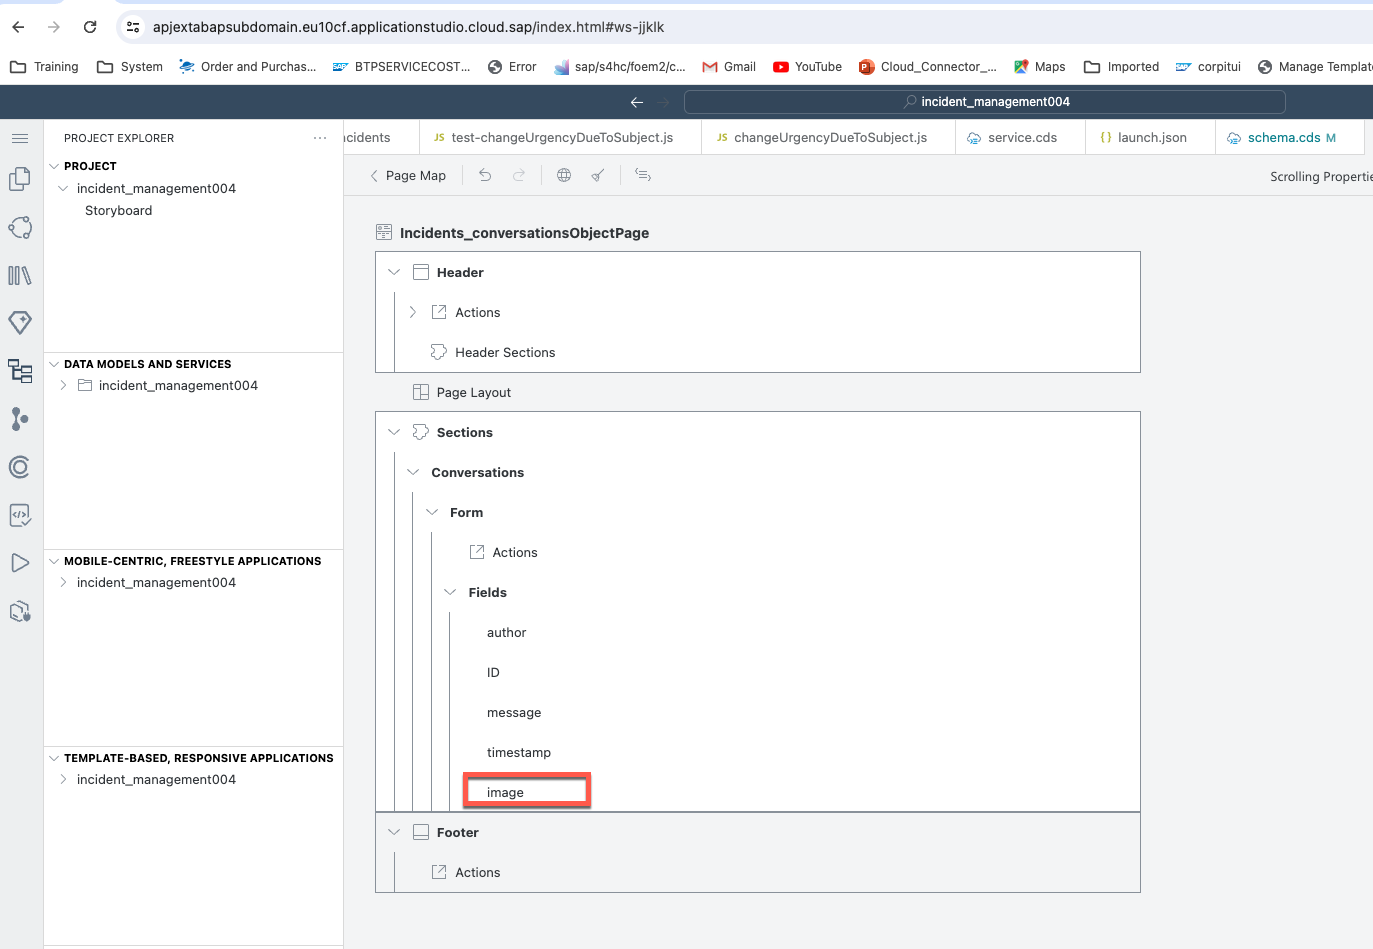 apjextabapsubdomain.eu10cf.applicationstudio.cloud.sap/index.html#ws-jjklk
Training System Order and Purchas... SAP BTPSERVICECOST... Error sap/s4hc/foem2/c... Gmail YouTube P Cloud_Connector_... Maps Imported SAP corpitui Manage Templat
incident_management004
PROJECT EXPLORER ...
ncidents JS test-changeUrgencyDueToSubject.js JS changeUrgencyDueToSubject.js service.cds {} launch.json schema.cds M
PROJECT
incident_management004
Storyboard
DATA MODELS AND SERVICES
incident_management004
MOBILE-CENTRIC, FREESTYLE APPLICATIONS
incident_management004
TEMPLATE-BASED, RESPONSIVE APPLICATIONS
incident_management004
Page Map
Scrolling Propertie
Incidents_conversationsObjectPage
Header
Actions
Header Sections
Page Layout
Sections
Conversations
Form
Actions
Fields
author
ID
message
timestamp
image
Footer
Actions